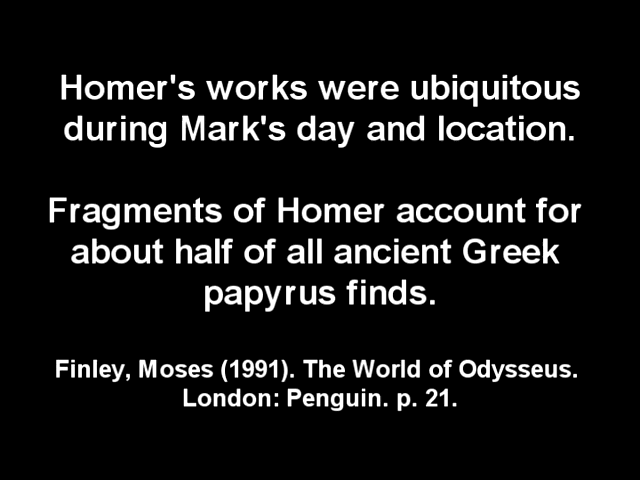 Homer's works were ubiquitous
during Mark's day and location.
Fragments of Homer account for
about half of all ancient Greek
papyrus finds.
Finley, Moses (1991). The World of Odysseus.
London: Penguin. p. 21.